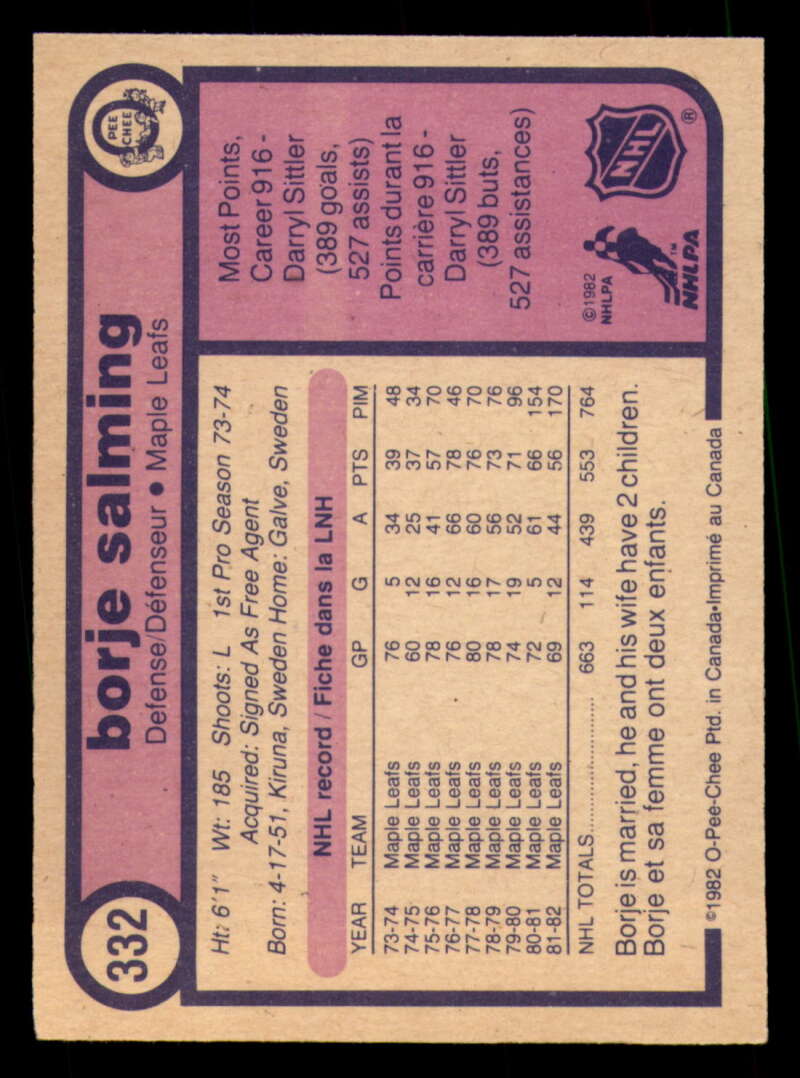 332
borje salming
Defense/Défenseur • Maple Leafs
O
PEE
CHEE
Ht: 6'1" Wt: 185 Shoots: L 1st Pro Season 73-74
Acquired: Signed As Free Agent
Born: 4-17-51, Kiruna, Sweden Home: Galve, Sweden
NHL record / Fiche dans la LNH
YEAR TEAM GP G A PTS PIM
73-74 Maple Leafs 76 5 34 39 48
74-75 Maple Leafs 60 12 25 37 34
75-76 Maple Leafs 78 16 41 57 70
76-77 Maple Leafs 76 12 66 78 46
77-78 Maple Leafs 80 16 60 76 70
78-79 Maple Leafs 78 17 56 73 76
79-80 Maple Leafs 74 19 52 71 96
80-81 Maple Leafs 72 5 61 66 154
81-82 Maple Leafs 69 12 44 56 170
NHL TOTALS.................. 663 114 439 553 764
Borje is married, he and his wife have 2 children.
Borje et sa femme ont deux enfants.
©1982 O-Pee-Chee Ptd. in Canada•Imprimé au Canada
Most Points,
Career 916 -
Darryl Sittler
(389 goals,
527 assists)
Points durant la
carrière 916 -
Darryl Sittler
(389 buts,
527 assistances)
©1982
NHLPA
NHLPA ™
NHL ®